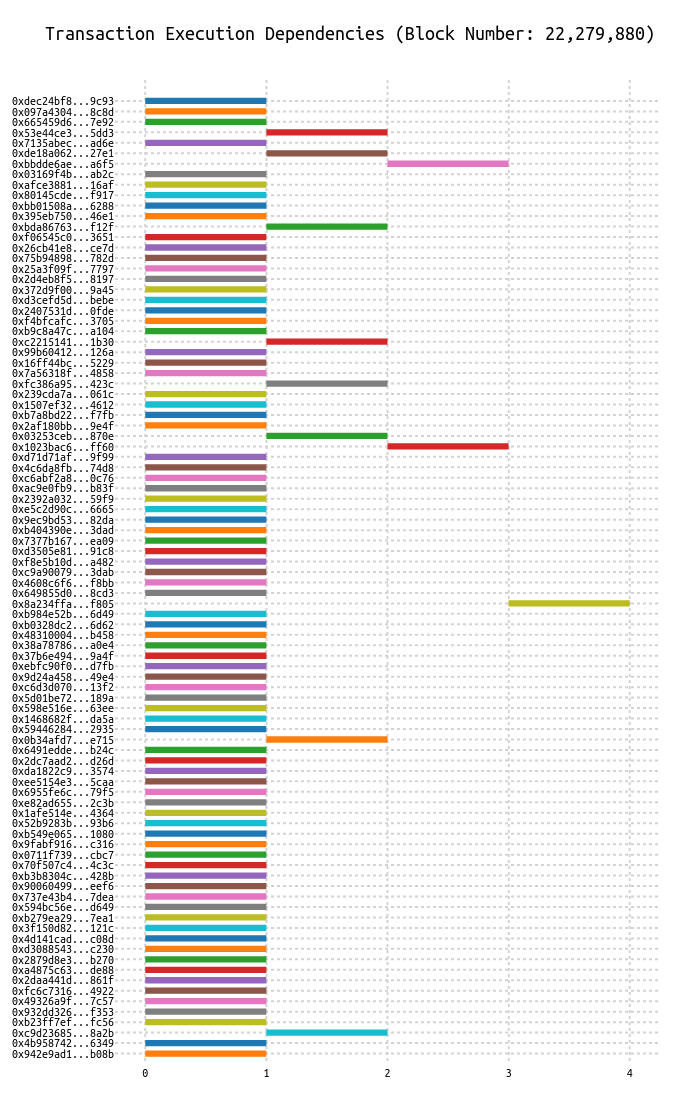 Transaction Execution Dependencies (Block Number: 22,279,880)
0xdec24bf8...9c93
0x097a4304...8c8d
0x665459d6...7e92
0x53e44ce3...5dd3
0x7135abec...ad6e
0xde18a062...27e1
0xbbdde6ae...a6f5
0x03169f4b...ab2c
0xafce3881...16af
0x80145cde...f917
0xbb01508a...6288
0x395eb750...46e1
0xbda86763...f12f
0xf06545c0...3651
0x26cb41e8...ce7d
0x75b94898...782d
0x25a3f09f...7797
0x2d4eb8f5...8197
0x372d9f00...9a45
0xd3cefd5d...bebe
0x2407531d...0fde
0xf4bfcafc...3705
0xb9c8a47c...a104
0xc2215141...1b30
0x99b60412...126a
0x16ff44bc...5229
0x7a56318f...4858
0xfc386a95...423c
0x239cda7a...061c
0x1507ef32...4612
0xb7a8bd22...f7fb
0x2af180bb...9e4f
0x03253ceb...870e
0x1023bac6...ff60
0xd71d71af...9f99
0x4c6da8fb...74d8
0xc6abf2a8...0c76
0xac9e0fb9...b83f
0x2392a032...59f9
0xe5c2d90c...6665
0x9ec9bd53...82da
0xb404390e...3dad
0x7377b167...ea09
0xd3505e81...91c8
0xf8e5b10d...a482
0xc9a90079...3dab
0x4608c6f6...f8bb
0x649855d0...8cd3
0x8a234ffa...f805
0xb984e52b...6d49
0xb0328dc2...6d62
0x48310004...b458
0x38a78786...a0e4
0x37b6e494...9a4f
0xebfc90f0...d7fb
0x9d24a458...49e4
0xc6d3d070...13f2
0x5d01be72...189a
0x598e516e...63ee
0x1468682f...da5a
0x59446284...2935
0x0b34afd7...e715
0x6491edde...b24c
0x2dc7aad2...d26d
0xda1822c9...3574
0xee5154e3...5caa
0x6955fe6c...79f5
0xe82ad655...2c3b
0x1afe514e...4364
0x52b9283b...93b6
0xb549e065...1080
0x9fabf916...c316
0x0711f739...cbc7
0x70f507c4...4c3c
0xb3b8304c...428b
0x90060499...eef6
0x737e43b4...7dea
0x594bc56e...d649
0xb279ea29...7ea1
0x3f150d82...121c
0x4d141cad...c08d
0xd3088543...c230
0x2879d8e3...b270
0xa4875c63...de88
0x2daa441d...861f
0xfc6c7316...4922
0x49326a9f...7c57
0x932dd326...f353
0xb23ff7ef...fc56
0xc9d23685...8a2b
0x4b958742...6349
0x942e9ad1...b08b
0 1 2 3 4